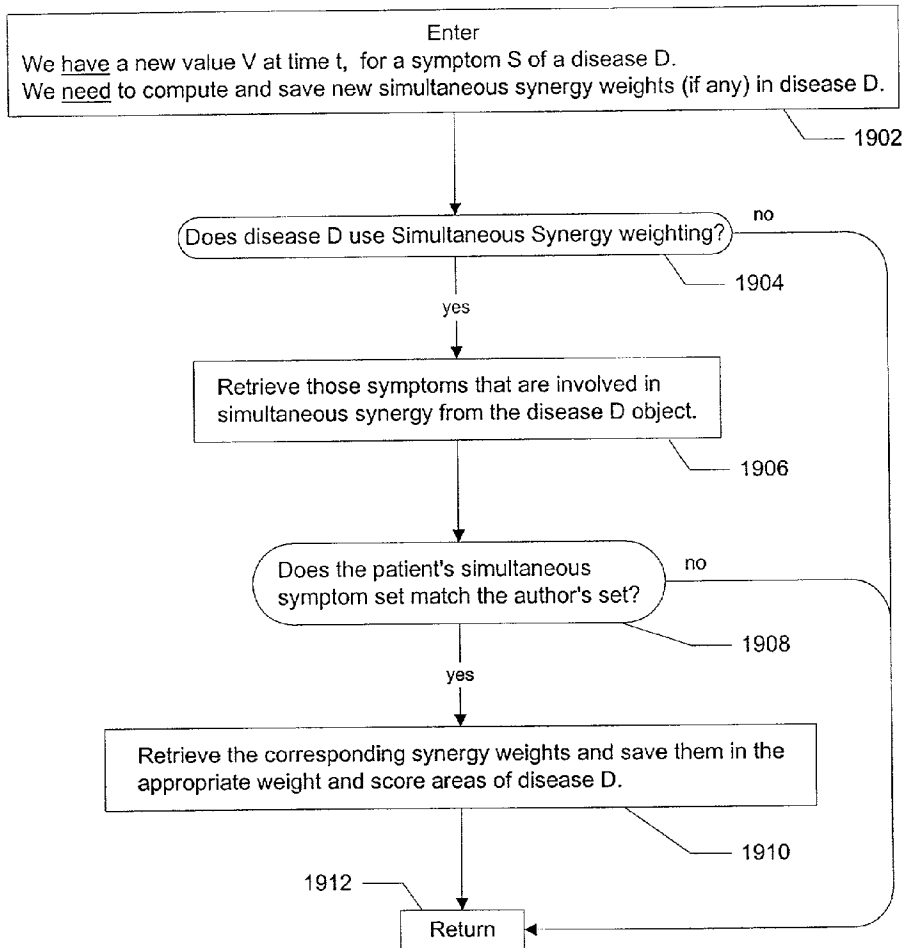 Enter
We have a new value V at time t, for a symptom S of a disease D.
We need to compute and save new simultaneous synergy weights (if any) in disease D.
1902
no
Does disease D use Simultaneous Synergy weighting?
1904
yes
Retrieve those symptoms that are involved in
simultaneous synergy from the disease D object.
1906
no
Does the patient's simultaneous
symptom set match the author's set?
1908
yes
Retrieve the corresponding synergy weights and save them in the
appropriate weight and score areas of disease D.
1910
1912
Return